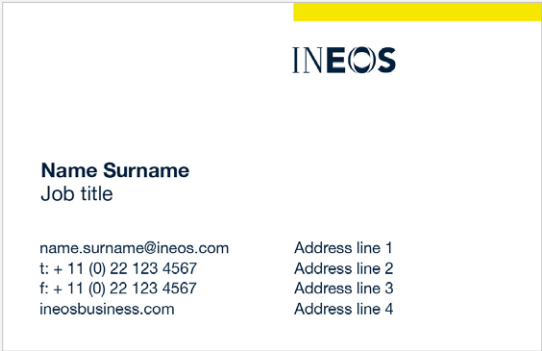 INEOS
Name Surname
Job title
name.surname@ineos.com
t: + 11 (0) 22 123 4567
f: + 11 (0) 22 123 4567
ineosbusiness.com
Address line 1
Address line 2
Address line 3
Address line 4